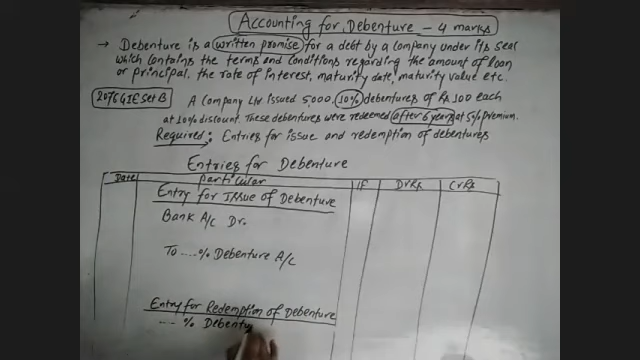 Accounting for Debenture - 4 marks
→ Debenture is a written promise for a debt by a company under its seal
which contains the terms and conditions regarding the amount of loan
or principal, the rate of interest, maturity date, maturity value etc.
2076 GIE Set B A Company Ltd issued 5,000, 10% debentures of Rs 100 each
at 10% discount. These debentures were redeemed after 6 years at 5% premium.
Required: Entries for issue and redemption of debentures
Entries for Debenture
Date Particular LF Dr Rs Cr Rs
Entry for Issue of Debenture
Bank A/C Dr.
To ....% Debenture A/C
Entry for Redemption of Debenture
... % Debentu